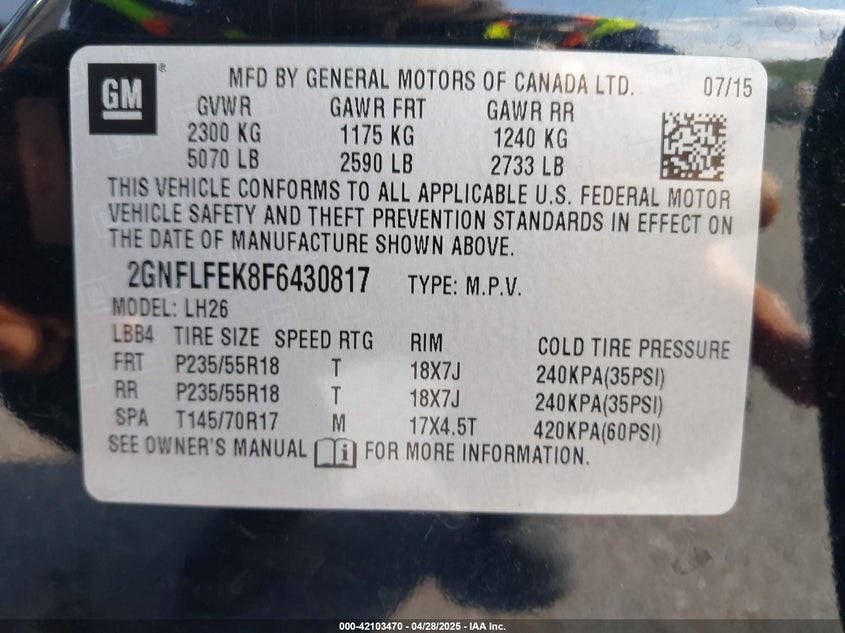 GM
MFD BY GENERAL MOTORS OF CANADA LTD. 07/15
GVWR GAWR FRT GAWR RR
2300 KG 1175 KG 1240 KG
5070 LB 2590 LB 2733 LB
THIS VEHICLE CONFORMS TO ALL APPLICABLE U.S. FEDERAL MOTOR
VEHICLE SAFETY AND THEFT PREVENTION STANDARDS IN EFFECT ON
THE DATE OF MANUFACTURE SHOWN ABOVE.
2GNFLFEK8F6430817 TYPE: M.P.V.
MODEL: LH26
LBB4 TIRE SIZE SPEED RTG RIM COLD TIRE PRESSURE
FRT P235/55R18 T 18X7J 240KPA(35PSI)
RR P235/55R18 T 18X7J 240KPA(35PSI)
SPA T145/70R17 M 17X4.5T 420KPA(60PSI)
SEE OWNER'S MANUAL i FOR MORE INFORMATION.
000-42103470 - 04/28/2025 - IAA Inc.